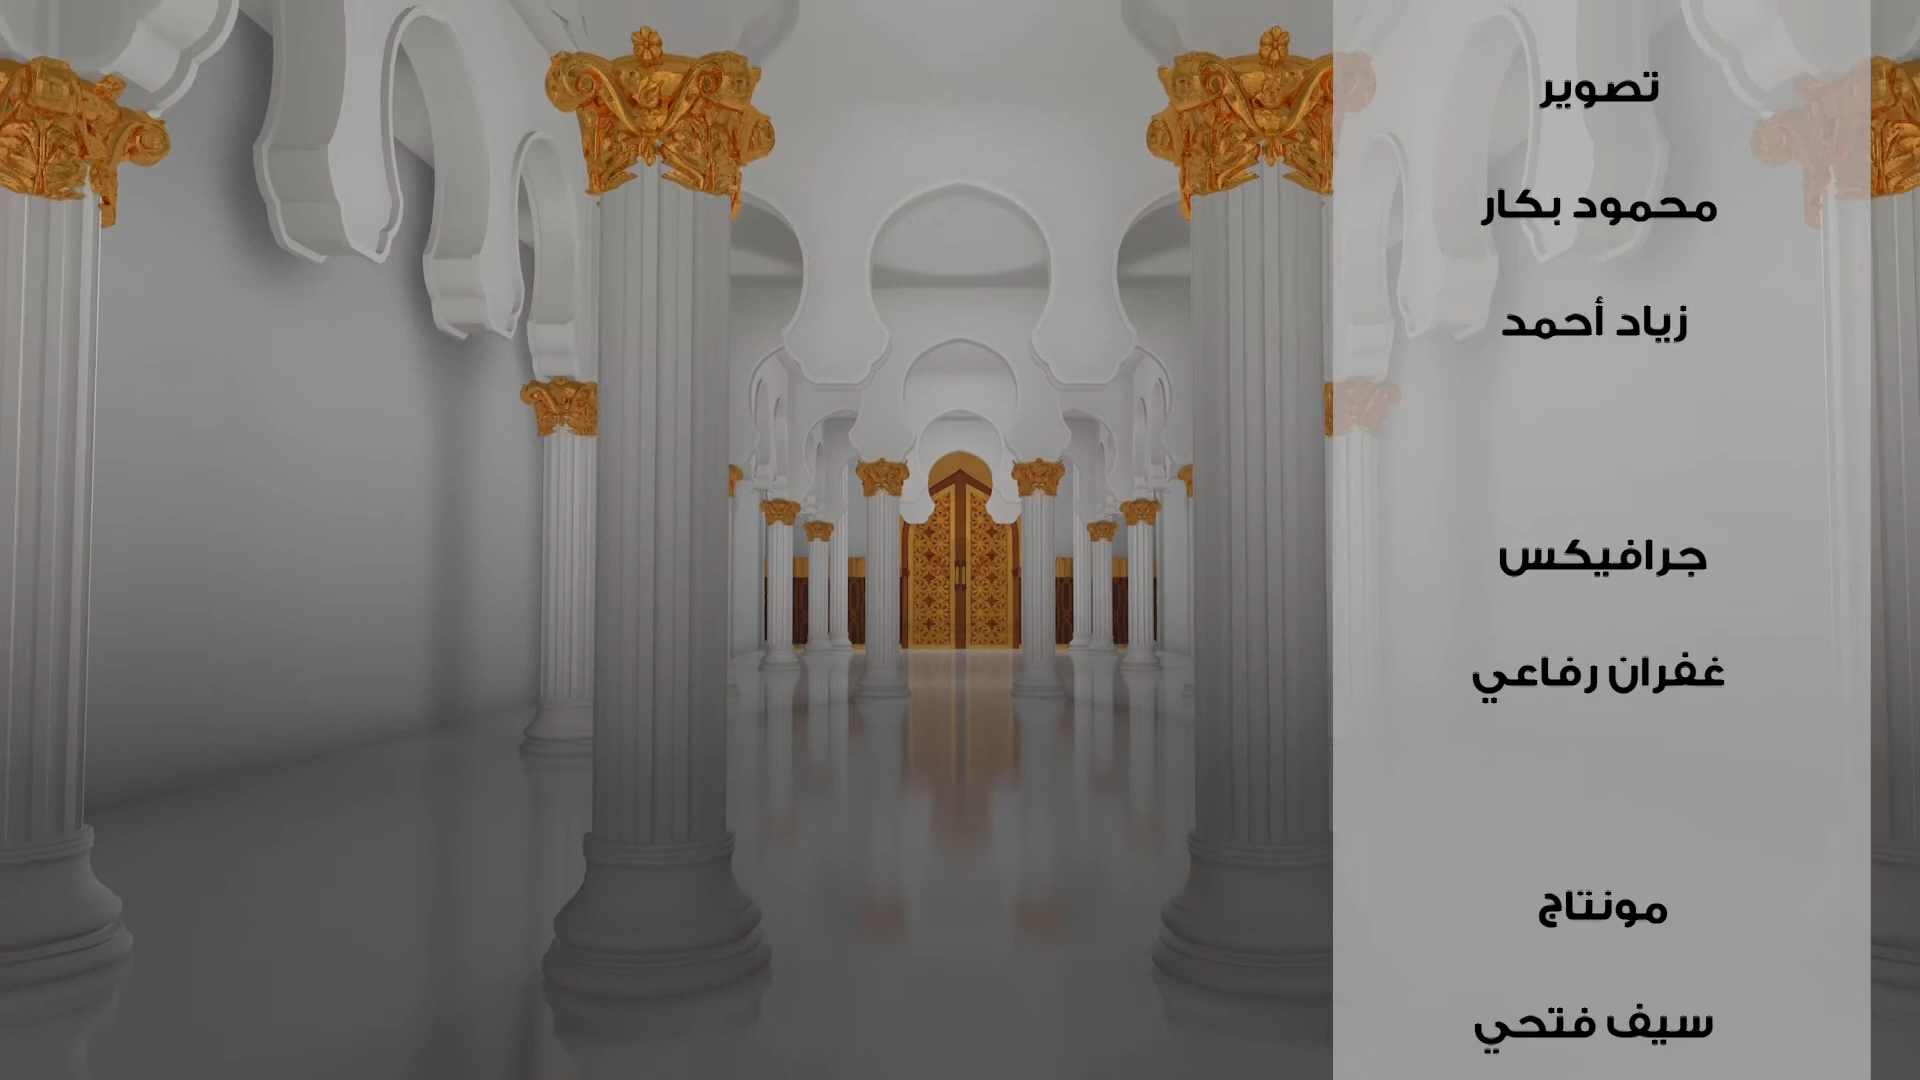 تصوير
محمود بكار
زياد أحمد
جرافيكس
غفران رفاعي
مونتاج
سيف فتحي